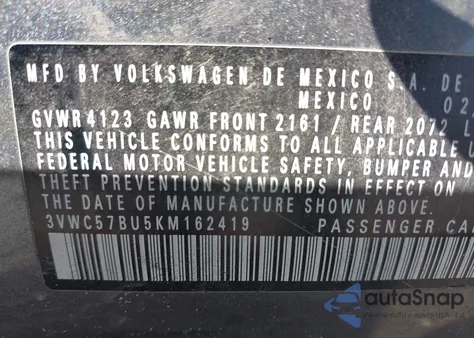 MFD BY VOLKSWAGEN DE MEXICO S.A. DE
MEXICO 02
GVWR 4123 GAWR FRONT 2161 / REAR 2072
THIS VEHICLE CONFORMS TO ALL APPLICABLE U
FEDERAL MOTOR VEHICLE SAFETY, BUMPER AND
THEFT PREVENTION STANDARDS IN EFFECT ON
THE DATE OF MANUFACTURE SHOWN ABOVE.
3VWC57BU5KM162419 PASSENGER CAR
autoSnap